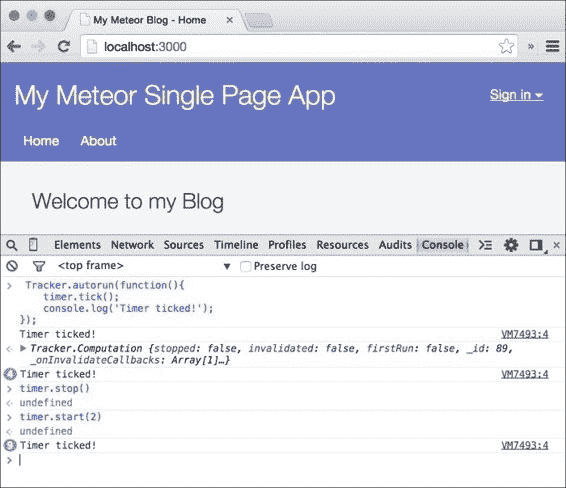 My Meteor Blog - Home
localhost:3000
My Meteor Single Page App
Sign in
Home About
Welcome to my Blog
Elements Network Sources Timeline Profiles Resources Audits Console
<top frame> Preserve log
Tracker.autorun(function(){
timer.tick();
console.log('Timer ticked!');
});
Timer ticked! VM7493:4
Tracker.Computation {stopped: false, invalidated: false, firstRun: false, _id: 89,
_onInvalidateCallbacks: Array[1]…}
Timer ticked! VM7493:4
timer.stop()
undefined
timer.start(2)
undefined
Timer ticked! VM7493:4